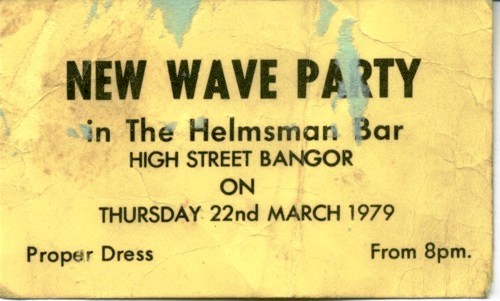 NEW WAVE PARTY
in The Helmsman Bar
HIGH STREET BANGOR
ON
THURSDAY 22nd MARCH 1979
Proper Dress From 8pm.